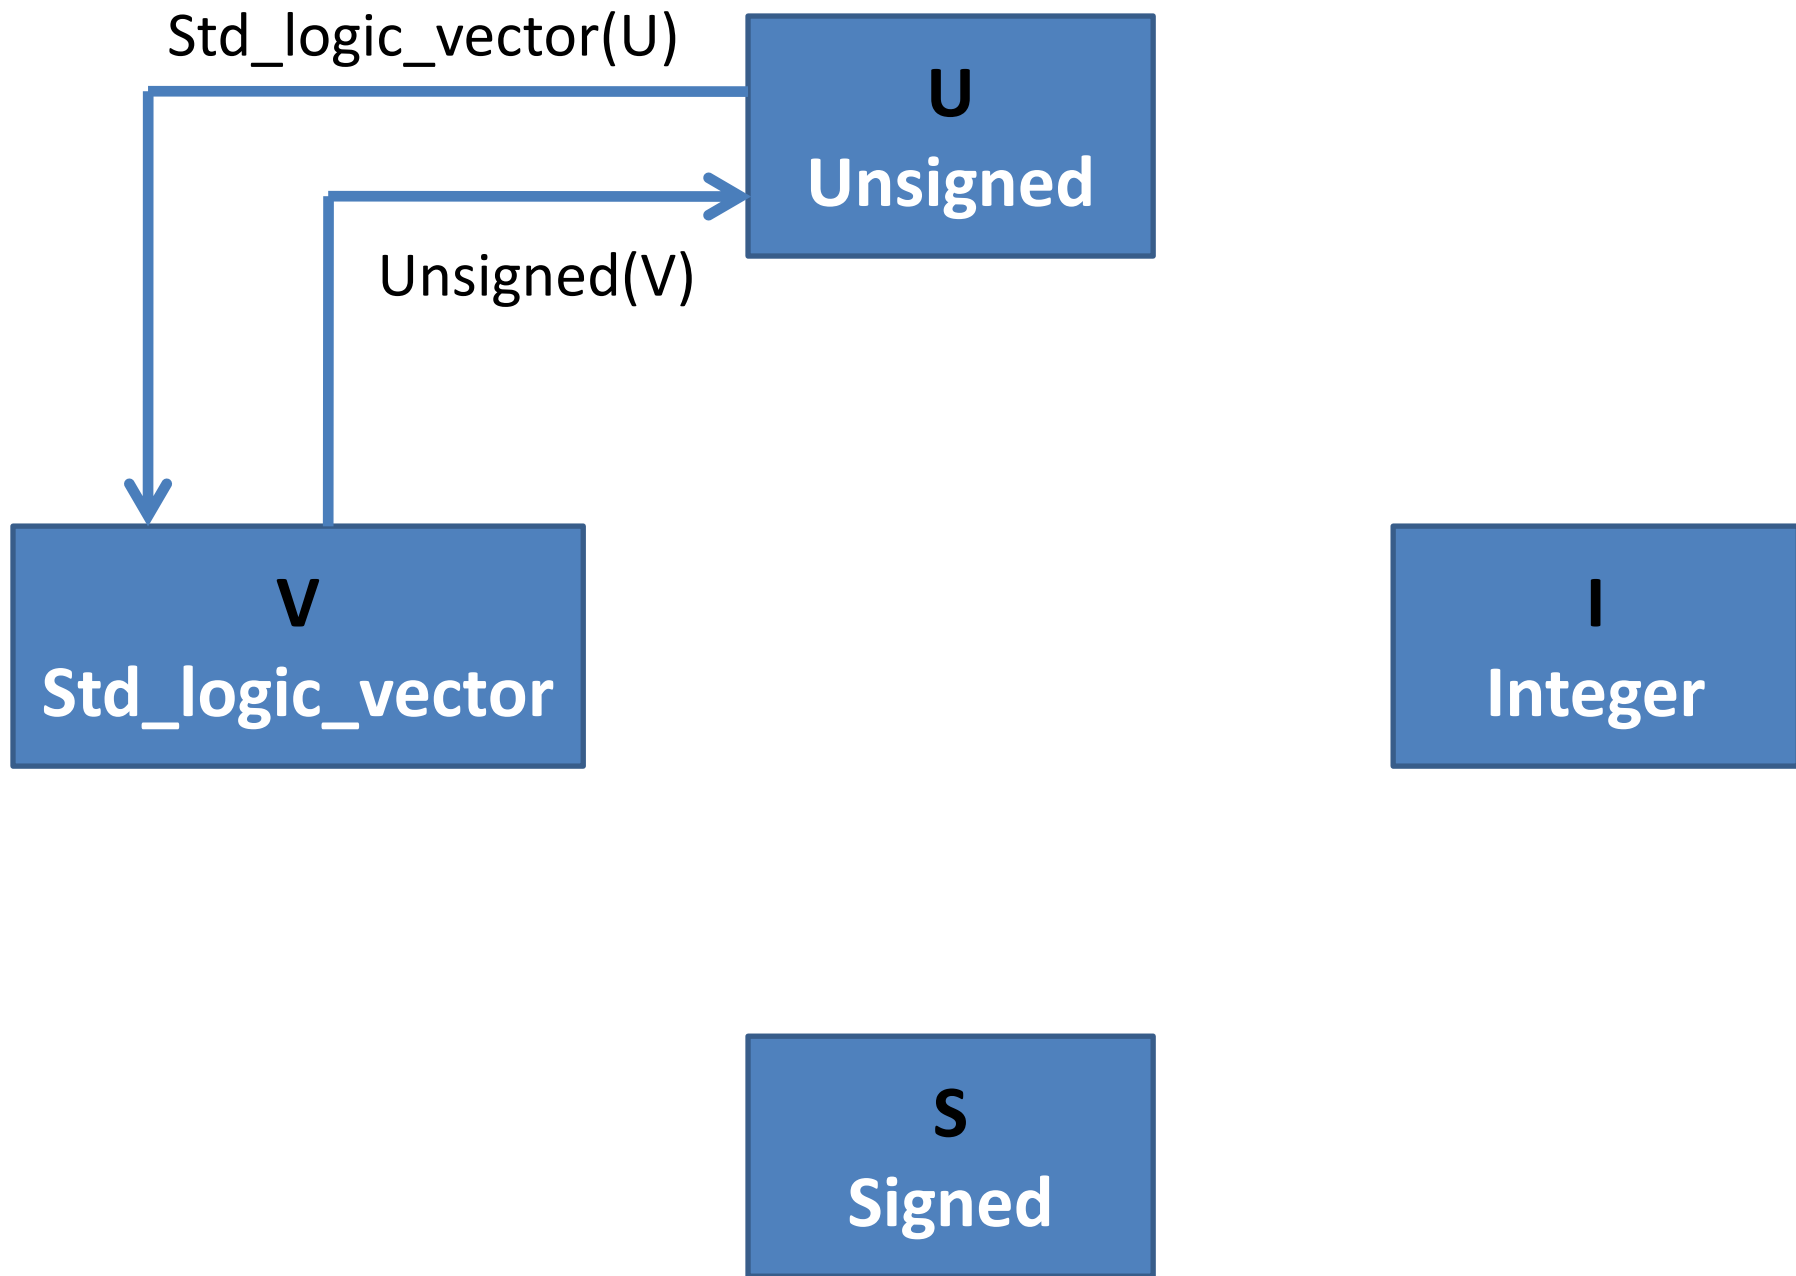 Std_logic_vector(U)
U
Unsigned
Unsigned(V)
V
Std_logic_vector
I
Integer
S
Signed